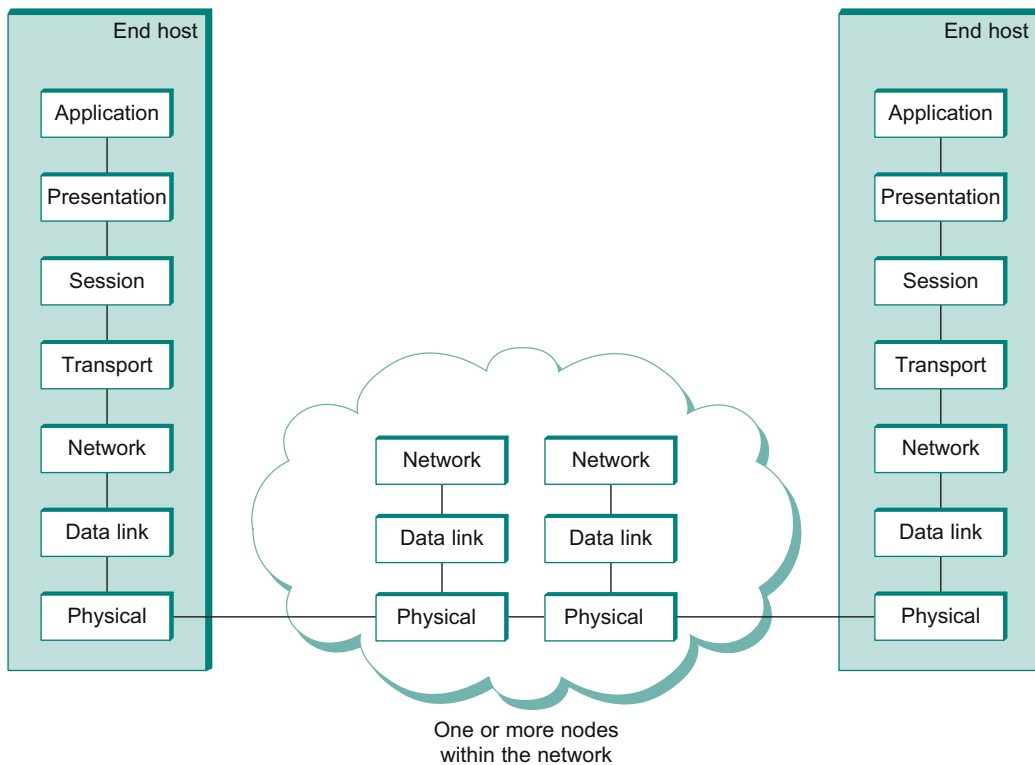 End host
Application
Presentation
Session
Transport
Network
Data link
Physical
Network
Data link
Physical
Network
Data link
Physical
One or more nodes
within the network
End host
Application
Presentation
Session
Transport
Network
Data link
Physical